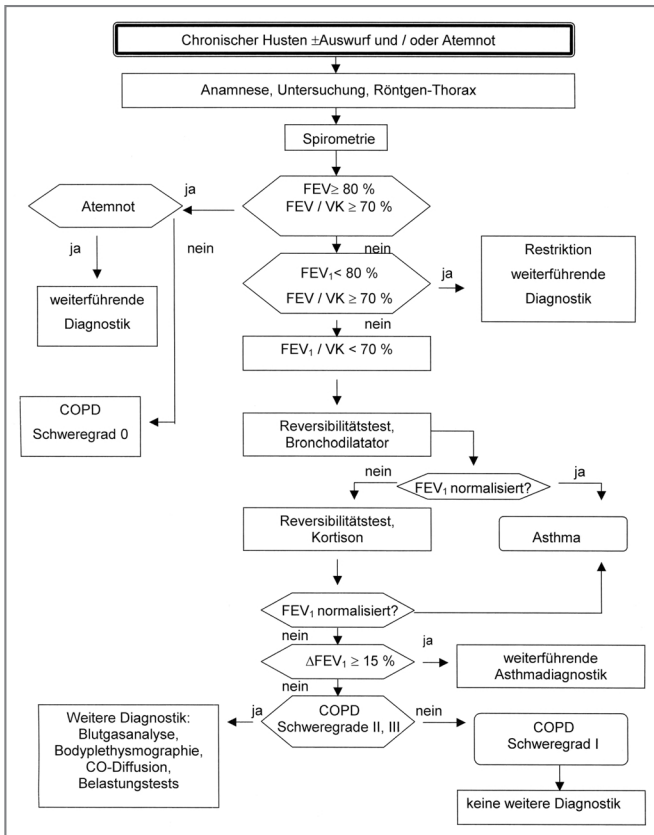 Chronischer Husten ±Auswurf und / oder Atemnot
Anamnese, Untersuchung, Röntgen-Thorax
Spirometrie
FEV≥ 80 %
FEV / VK ≥ 70 %
ja
Atemnot
ja
nein
weiterführende
Diagnostik
COPD
Schweregrad 0
nein
FEV₁< 80 %
FEV / VK ≥ 70 %
ja
Restriktion
weiterführende
Diagnostik
nein
FEV₁ / VK < 70 %
Reversibilitätstest,
Bronchodilatator
FEV₁ normalisiert?
nein
ja
Reversibilitätstest,
Kortison
Asthma
FEV₁ normalisiert?
nein
ΔFEV₁ ≥ 15 %
ja
weiterführende
Asthmadiagnostik
nein
COPD
Schweregrade II, III
ja
Weitere Diagnostik:
Blutgasanalyse,
Bodyplethysmographie,
CO-Diffusion,
Belastungstests
nein
COPD
Schweregrad I
keine weitere Diagnostik